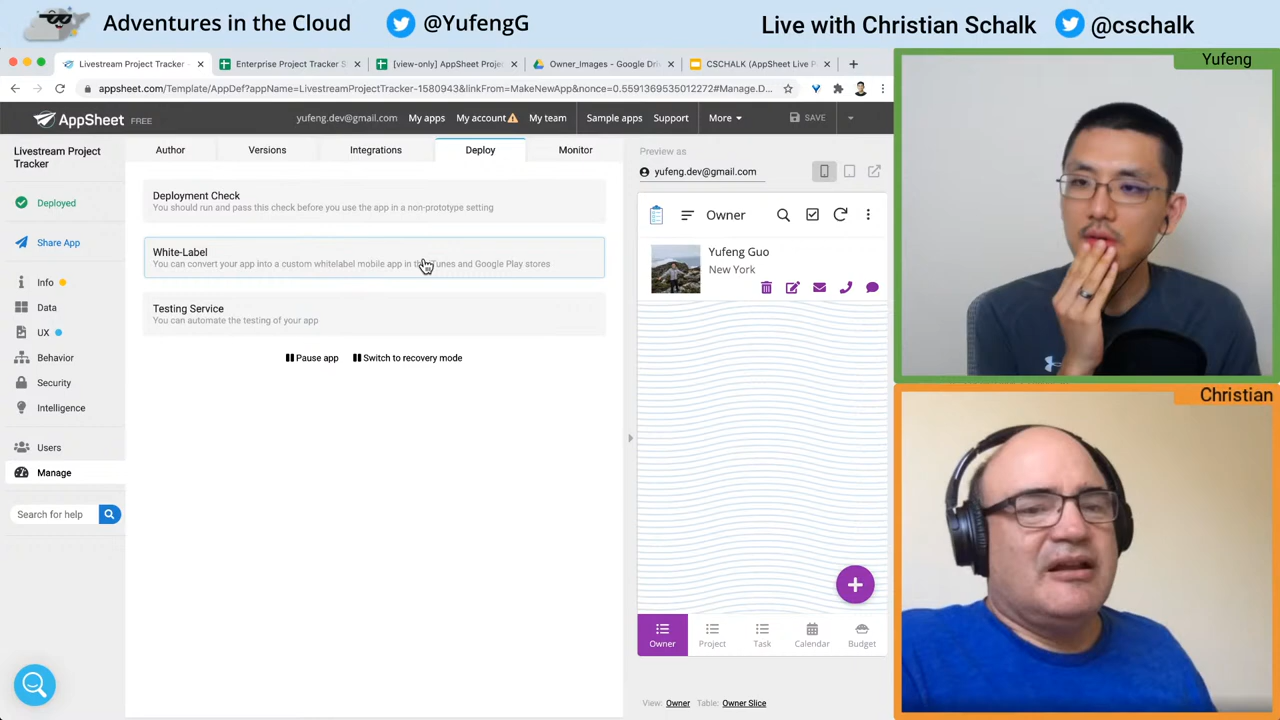 Adventures in the Cloud
@YufengG
Live with Christian Schalk
@cschalk
Livestream Project Tracker -
Enterprise Project Tracker S
[view-only] AppSheet Proje
Owner_Images - Google Dri
CSCHALK (AppSheet Live P
appsheet.com/Template/AppDef?appName=LivestreamProjectTracker-1580943&linkFrom=MakeNewApp&nonce=0.5591369535012272#Manage.D...
AppSheet FREE
yufeng.dev@gmail.com
My apps
My account
My team
Sample apps
Support
More
SAVE
Livestream Project
Tracker
Deployed
Share App
Info
Data
UX
Behavior
Security
Intelligence
Users
Manage
Search for help
Author
Versions
Integrations
Deploy
Monitor
Deployment Check
You should run and pass this check before you use the app in a non-prototype setting
White-Label
You can convert your app into a custom whitelabel mobile app in the iTunes and Google Play stores
Testing Service
You can automate the testing of your app
Pause app
Switch to recovery mode
Preview as
yufeng.dev@gmail.com
Owner
Yufeng Guo
New York
Owner
Project
Task
Calendar
Budget
View: Owner
Table: Owner Slice
Yufeng
Christian